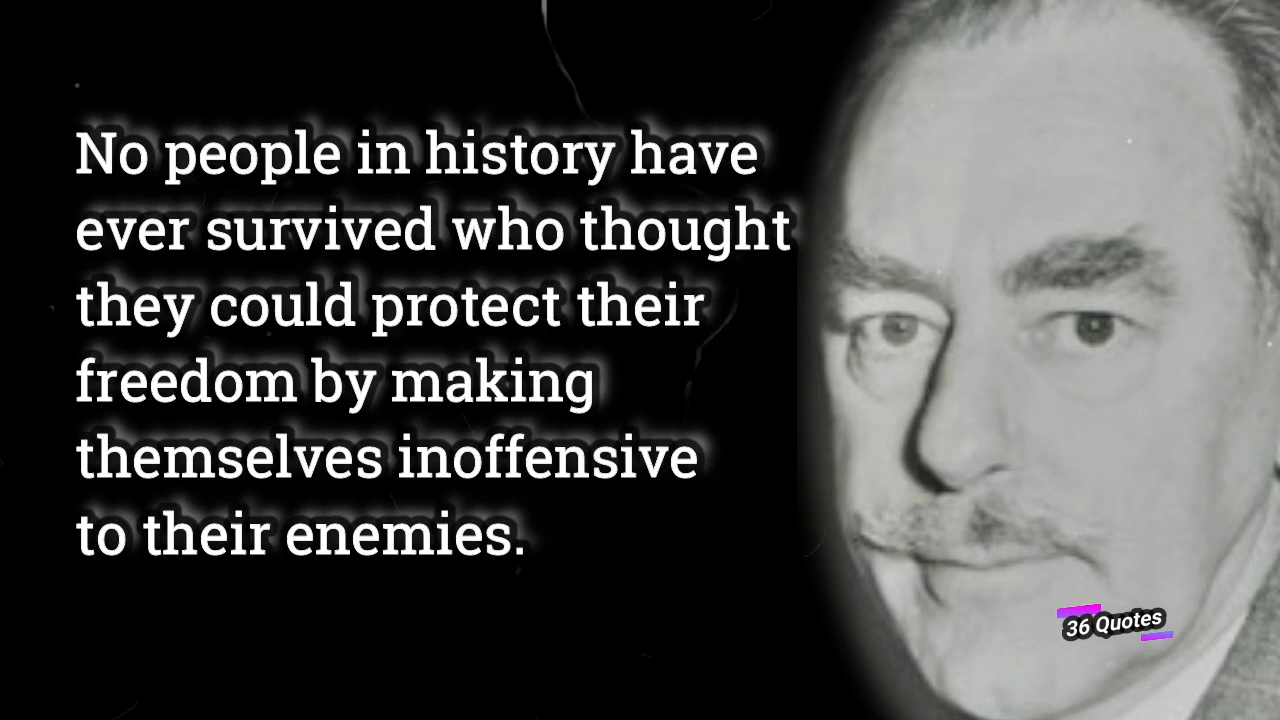 No people in history have
ever survived who thought
they could protect their
freedom by making
themselves inoffensive
to their enemies.
36 Quotes